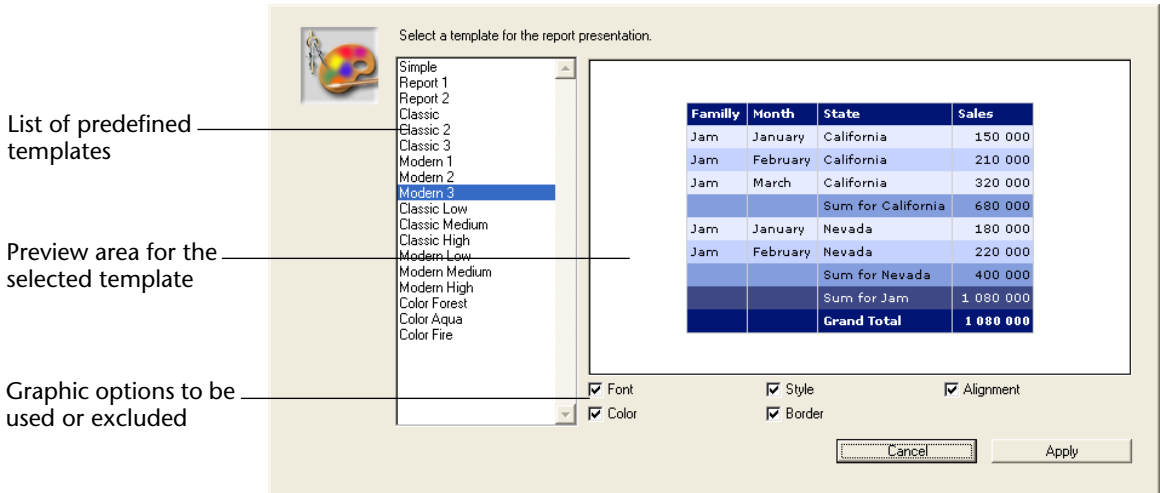 Select a template for the report presentation.
Simple
Report 1
Report 2
Classic
Classic 2
Classic 3
Modern 1
Modern 2
Modern 3
Classic Low
Classic Medium
Classic High
Modern Low
Modern Medium
Modern High
Color Forest
Color Aqua
Color Fire
List of predefined
templates
Preview area for the
selected template
Graphic options to be
used or excluded
Familly Month State Sales
Jam January California 150 000
Jam February California 210 000
Jam March California 320 000
Sum for California 680 000
Jam January Nevada 180 000
Jam February Nevada 220 000
Sum for Nevada 400 000
Sum for Jam 1 080 000
Grand Total 1 080 000
Font Style Alignment
Color Border
Cancel Apply